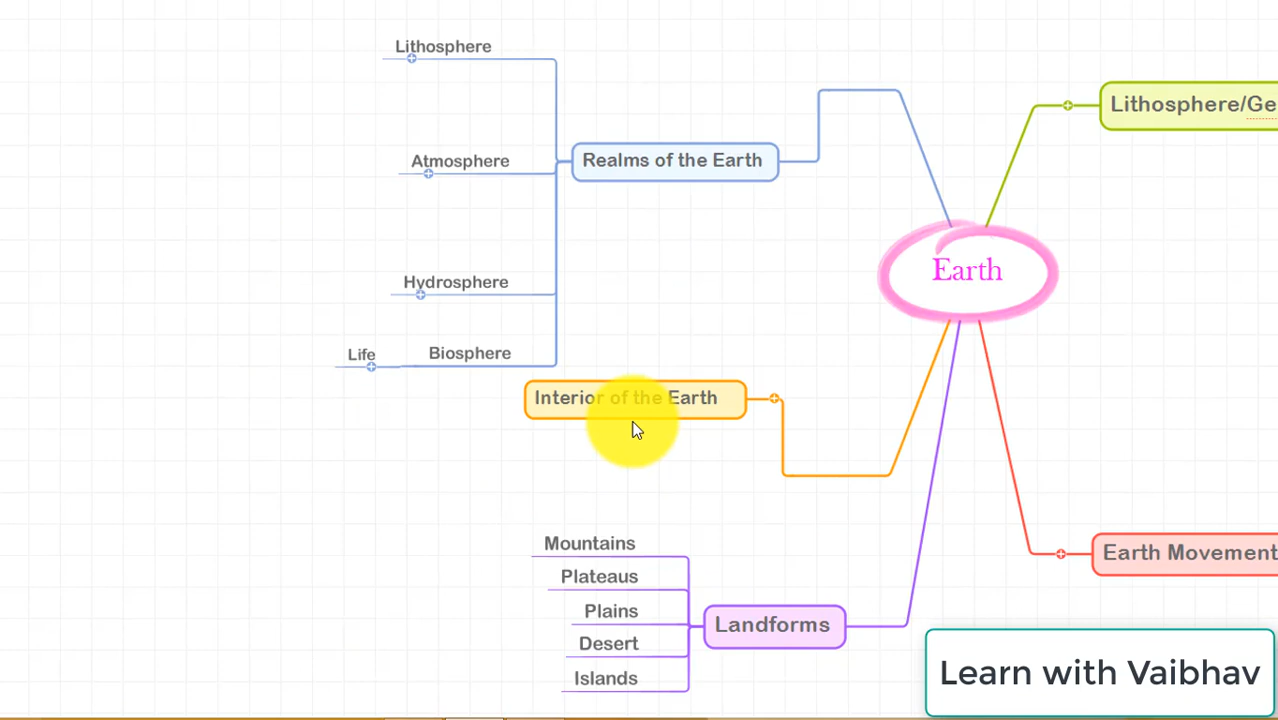 Lithosphere
Atmosphere
Hydrosphere
Life
Biosphere
Realms of the Earth
Interior of the Earth
Mountains
Plateaus
Plains
Desert
Islands
Landforms
Earth
Lithosphere/Ge
Earth Movement
Learn with Vaibhav